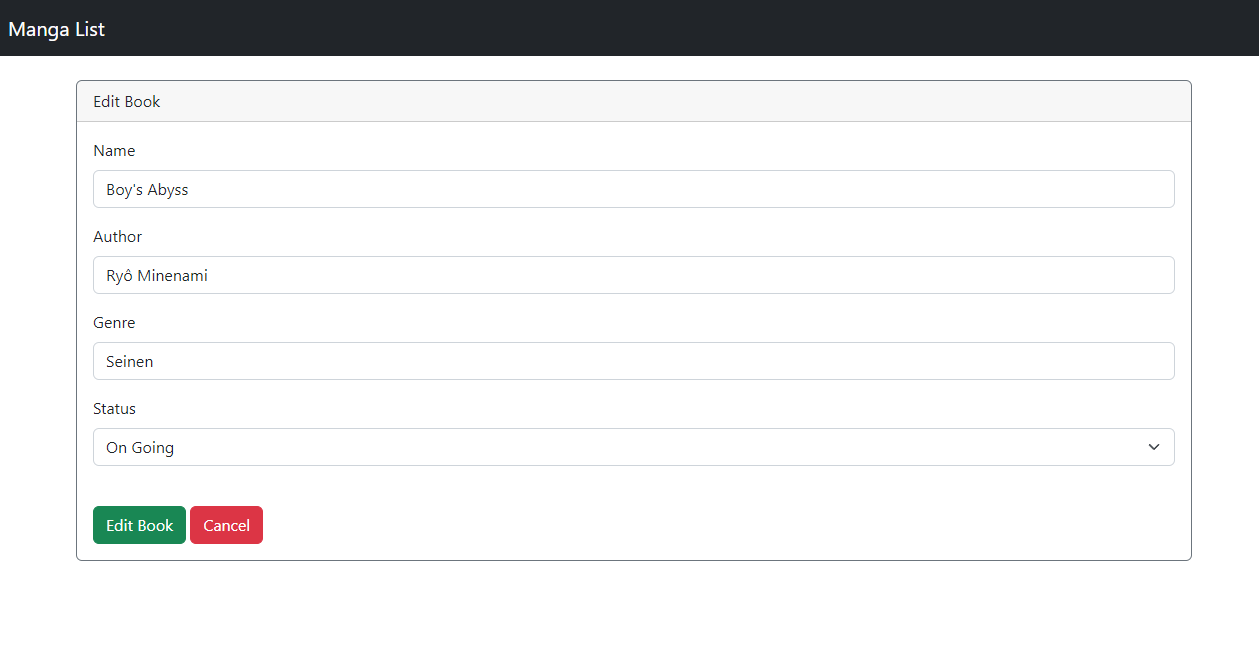 Manga List
Edit Book
Name
Boy's Abyss
Author
Ryô Minenami
Genre
Seinen
Status
On Going
Edit Book Cancel